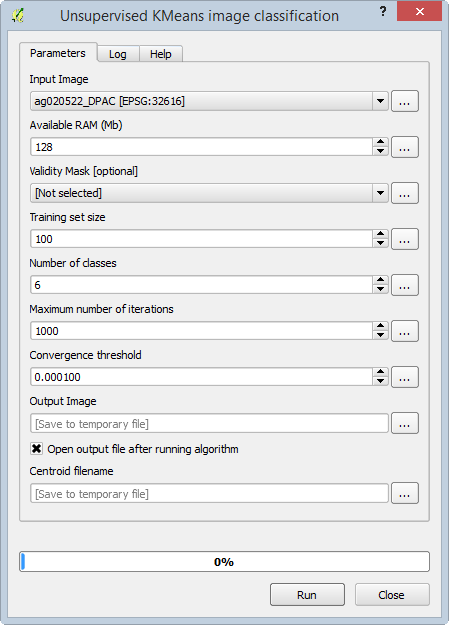 Unsupervised KMeans image classification ?
Parameters Log Help
Input Image
ag020522_DPAC [EPSG:32616] ...
Available RAM (Mb)
128 ...
Validity Mask [optional]
[Not selected] ...
Training set size
100 ...
Number of classes
6 ...
Maximum number of iterations
1000 ...
Convergence threshold
0.000100 ...
Output Image
[Save to temporary file] ...
Open output file after running algorithm
Centroid filename
[Save to temporary file] ...
0%
Run Close